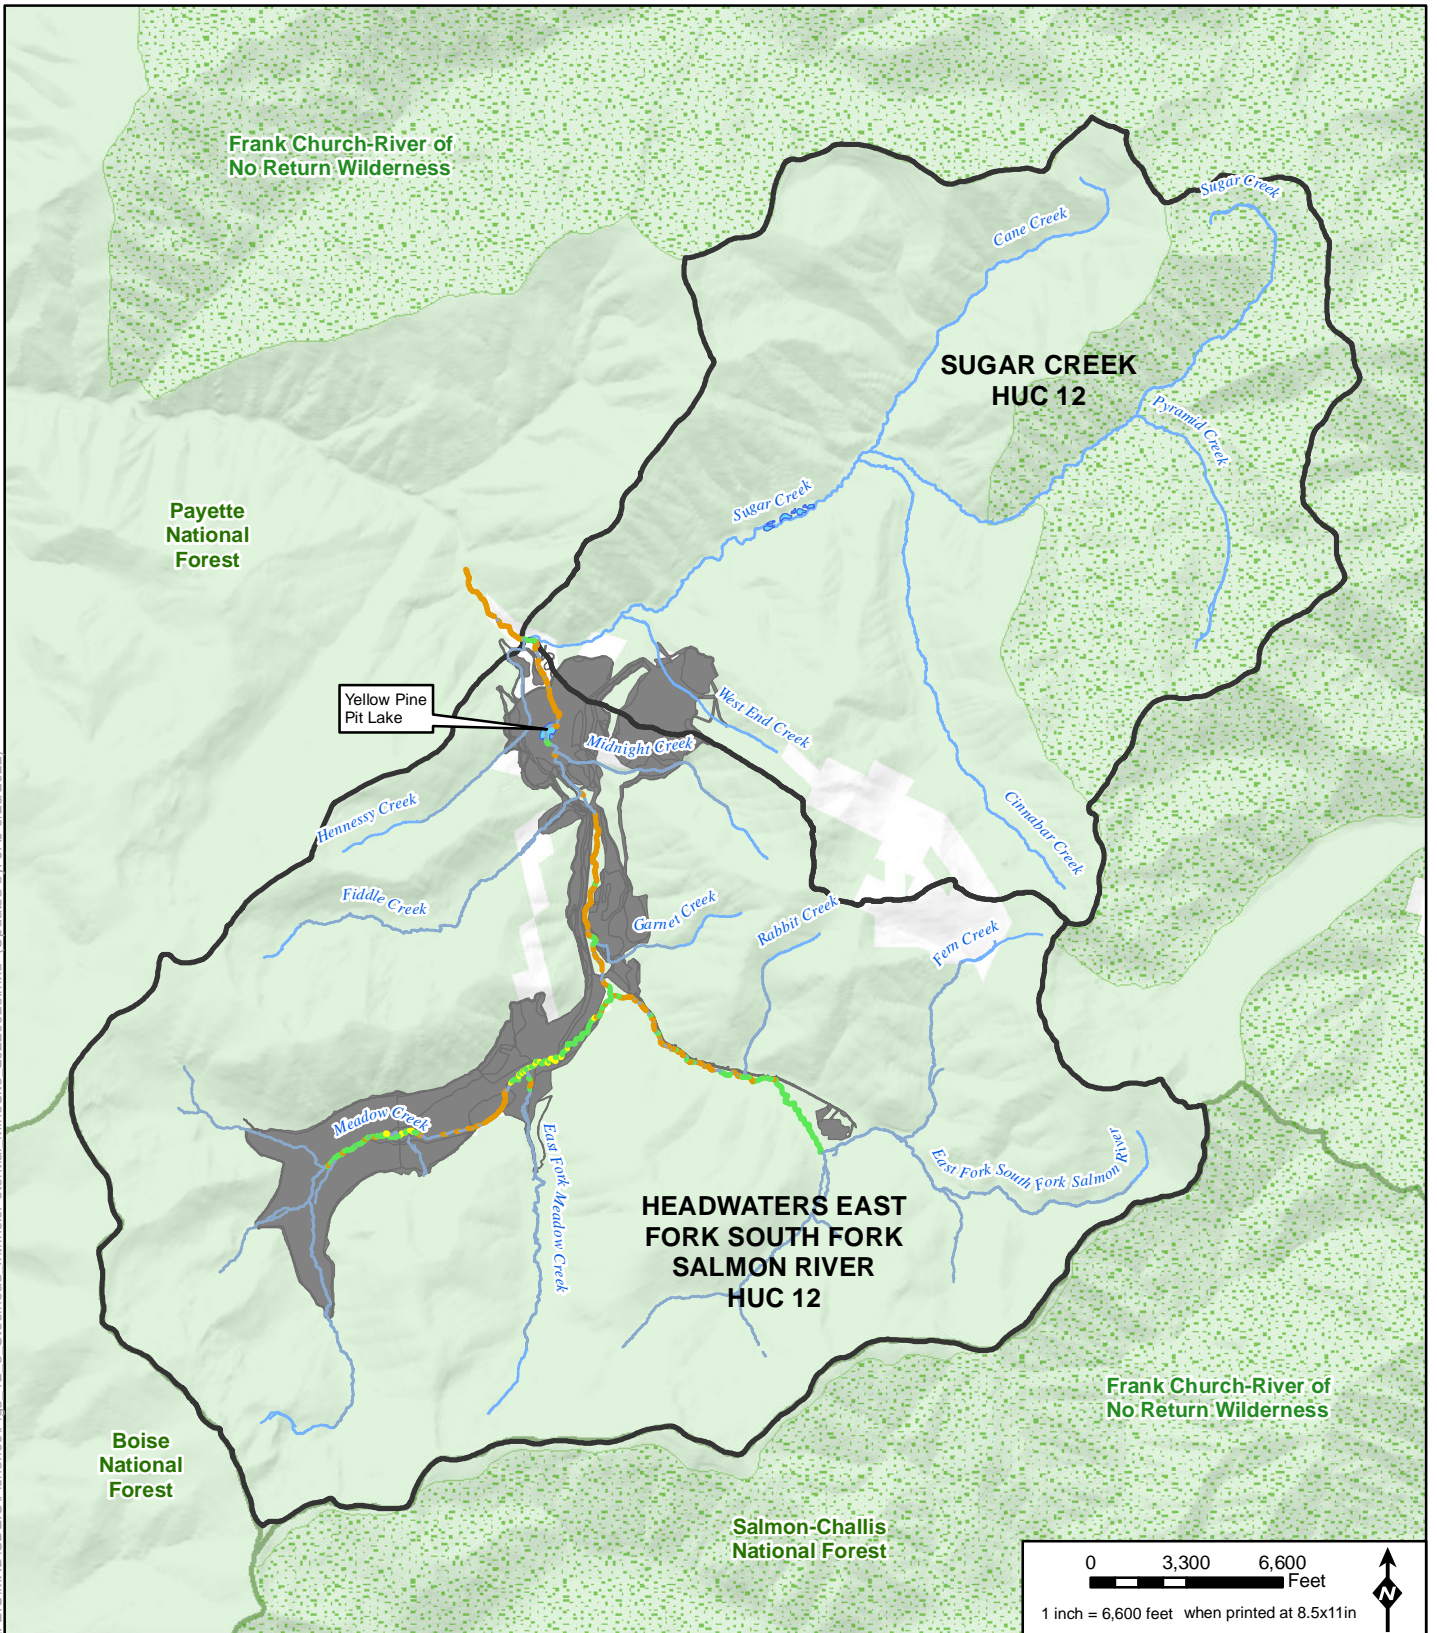 Frank Church-River of
No Return Wilderness
Sugar Creek
Cane Creek
SUGAR CREEK
HUC 12
Pyramid Creek
Sugar Creek
Payette
National
Forest
Yellow Pine
Pit Lake
West End Creek
Midnight Creek
Hennessy Creek
Cinnabar Creek
Fiddle Creek
Garnet Creek
Rabbit Creek
Fern Creek
Meadow Creek
East Fork Meadow Creek
East Fork South Fork Salmon River
HEADWATERS EAST
FORK SOUTH FORK
SALMON RIVER
HUC 12
Frank Church-River of
No Return Wilderness
Boise
National
Forest
Salmon-Challis
National Forest
0 3,300 6,600
Feet
1 inch = 6,600 feet when printed at 8.5x11in
N